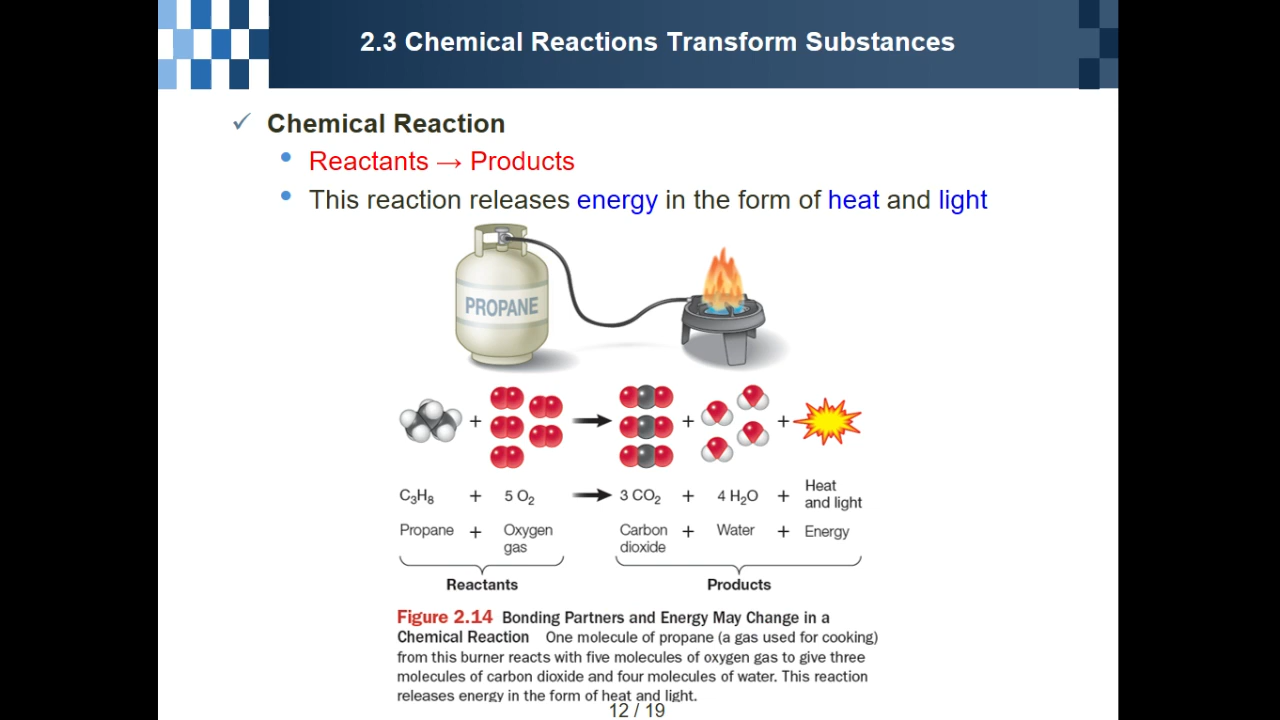 2.3 Chemical Reactions Transform Substances
✓ Chemical Reaction
• Reactants → Products
• This reaction releases energy in the form of heat and light
PROPANE
+ + +
C₃H₈ + 5 O₂ → 3 CO₂ + 4 H₂O + Heat and light
Propane + Oxygen gas Carbon dioxide + Water + Energy
Reactants Products
Figure 2.14 Bonding Partners and Energy May Change in a
Chemical Reaction One molecule of propane (a gas used for cooking)
from this burner reacts with five molecules of oxygen gas to give three
molecules of carbon dioxide and four molecules of water. This reaction
releases energy in the form of heat and light.
12 / 19